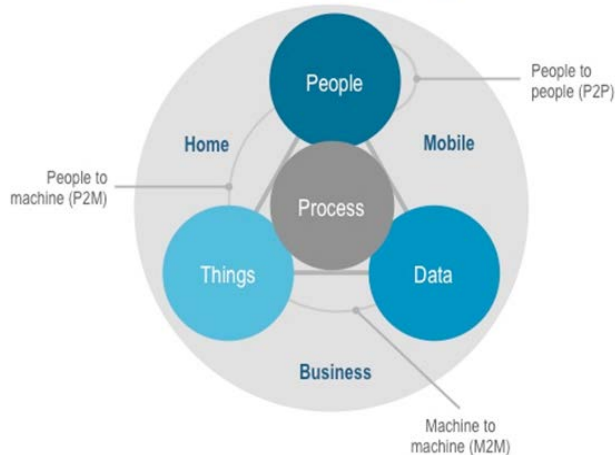 People
People to
people (P2P)
Home
Mobile
People to
machine (P2M)
Process
Things
Data
Business
Machine to
machine (M2M)